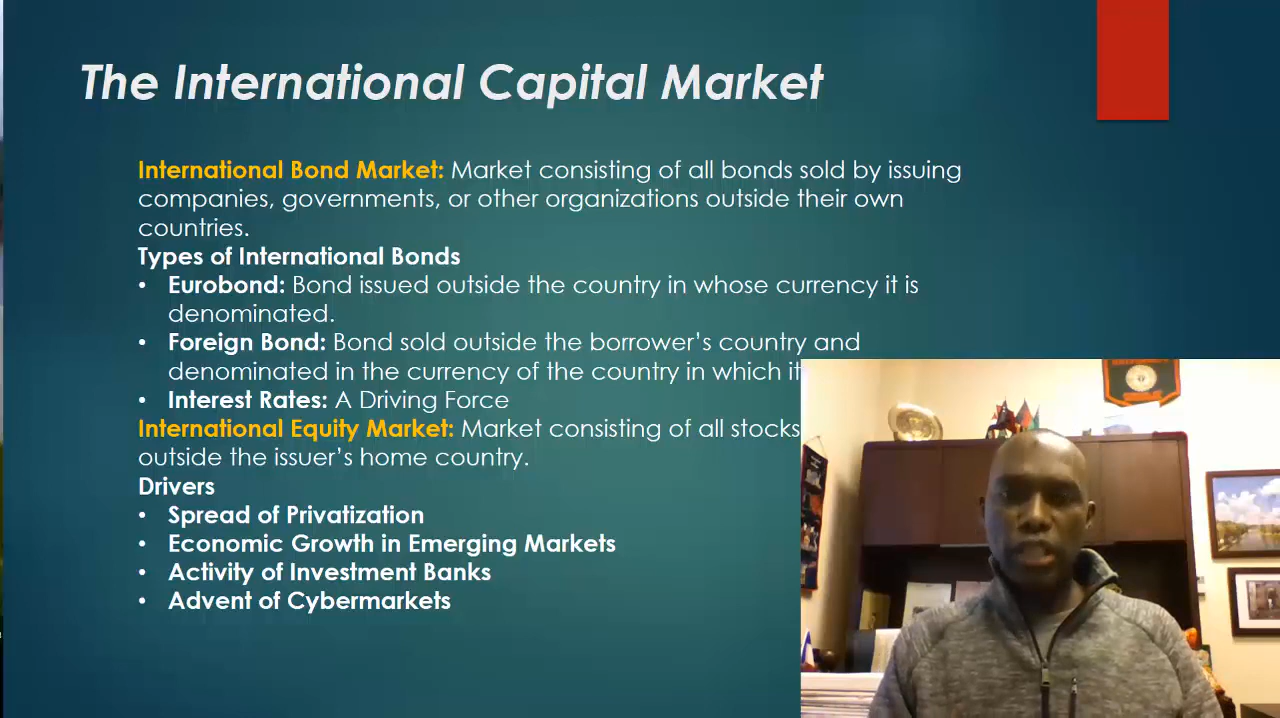 The International Capital Market
International Bond Market: Market consisting of all bonds sold by issuing
companies, governments, or other organizations outside their own
countries.
Types of International Bonds
• Eurobond: Bond issued outside the country in whose currency it is
denominated.
• Foreign Bond: Bond sold outside the borrower’s country and
denominated in the currency of the country in which it
• Interest Rates: A Driving Force
International Equity Market: Market consisting of all stocks
outside the issuer’s home country.
Drivers
• Spread of Privatization
• Economic Growth in Emerging Markets
• Activity of Investment Banks
• Advent of Cybermarkets